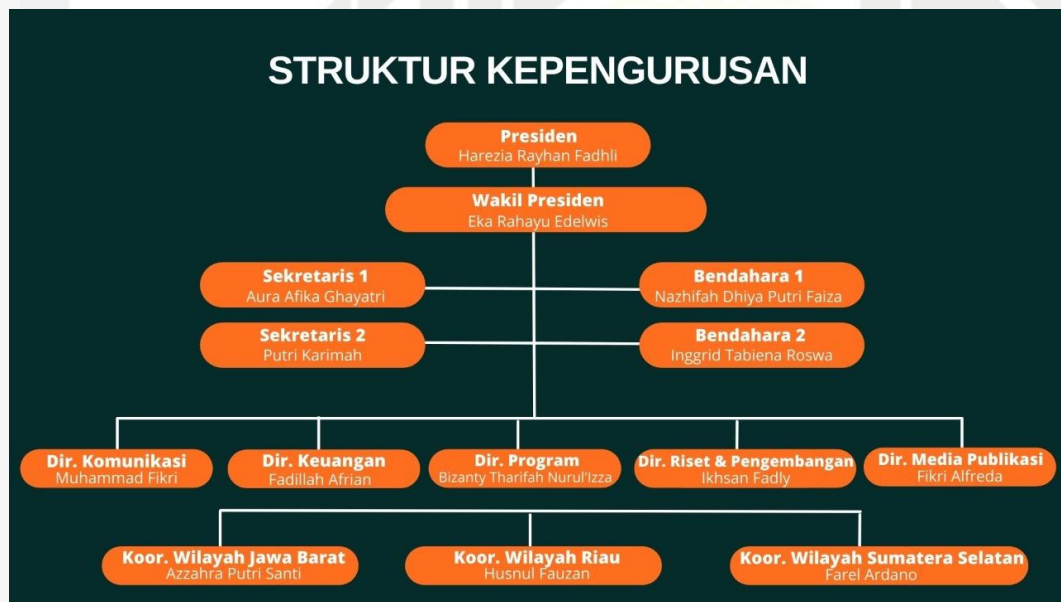 STRUKTUR KEPENGURUSAN
Presiden
Harezia Rayhan Fadhli
Wakil Presiden
Eka Rahayu Edelwis
Sekretaris 1
Aura Afika Ghayatri
Bendahara 1
Nazhifah Dhiya Putri Faiza
Sekretaris 2
Putri Karimah
Bendahara 2
Inggrid Tabiena Roswa
Dir. Komunikasi
Muhammad Fikri
Dir. Keuangan
Fadillah Afrian
Dir. Program
Bizanty Tharifah Nurul'Izza
Dir. Riset & Pengembangan
Ikhsan Fadly
Dir. Media Publikasi
Fikri Alfreda
Koor. Wilayah Jawa Barat
Azzahra Putri Santi
Koor. Wilayah Riau
Husnul Fauzan
Koor. Wilayah Sumatera Selatan
Farel Ardano